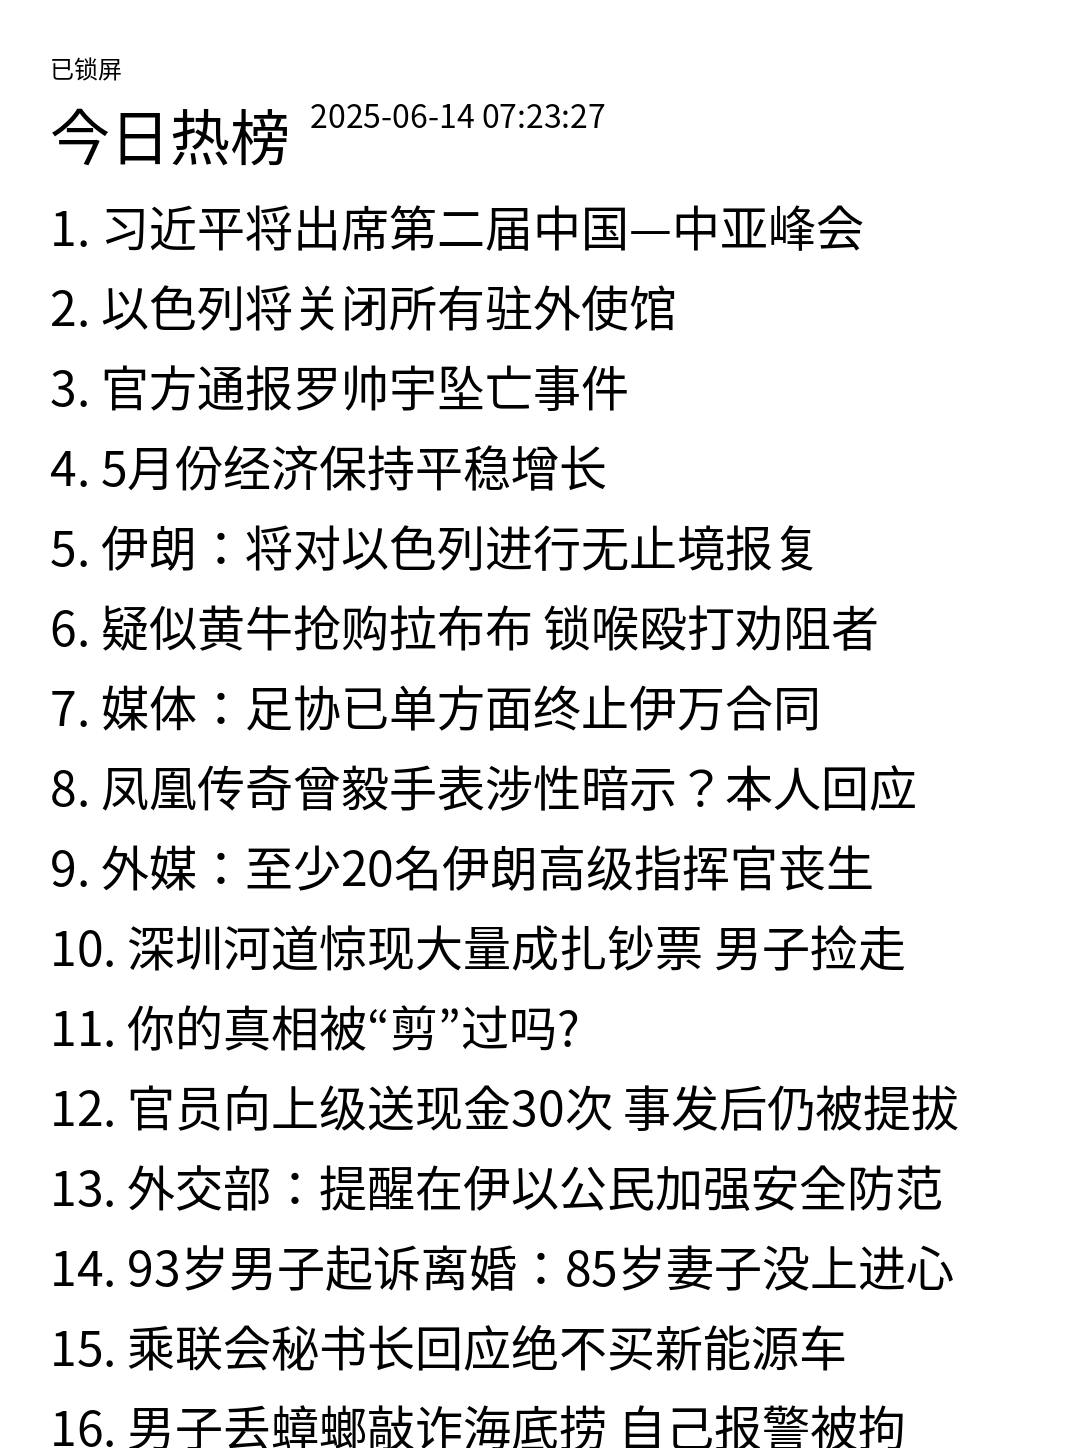 已锁屏
今日热榜 2025-06-14 07:23:27
1. 习近平将出席第二届中国—中亚峰会
2. 以色列将关闭所有驻外使馆
3. 官方通报罗帅宇坠亡事件
4. 5月份经济保持平稳增长
5. 伊朗：将对以色列进行无止境报复
6. 疑似黄牛抢购拉布布 锁喉殴打劝阻者
7. 媒体：足协已单方面终止伊万合同
8. 凤凰传奇曾毅手表涉性暗示？本人回应
9. 外媒：至少20名伊朗高级指挥官丧生
10. 深圳河道惊现大量成扎钞票 男子捡走
11. 你的真相被“剪”过吗?
12. 官员向上级送现金30次 事发后仍被提拔
13. 外交部：提醒在伊以公民加强安全防范
14. 93岁男子起诉离婚：85岁妻子没上进心
15. 乘联会秘书长回应绝不买新能源车
16. 男子丢蟑螂敲诈海底捞 自己报警被拘